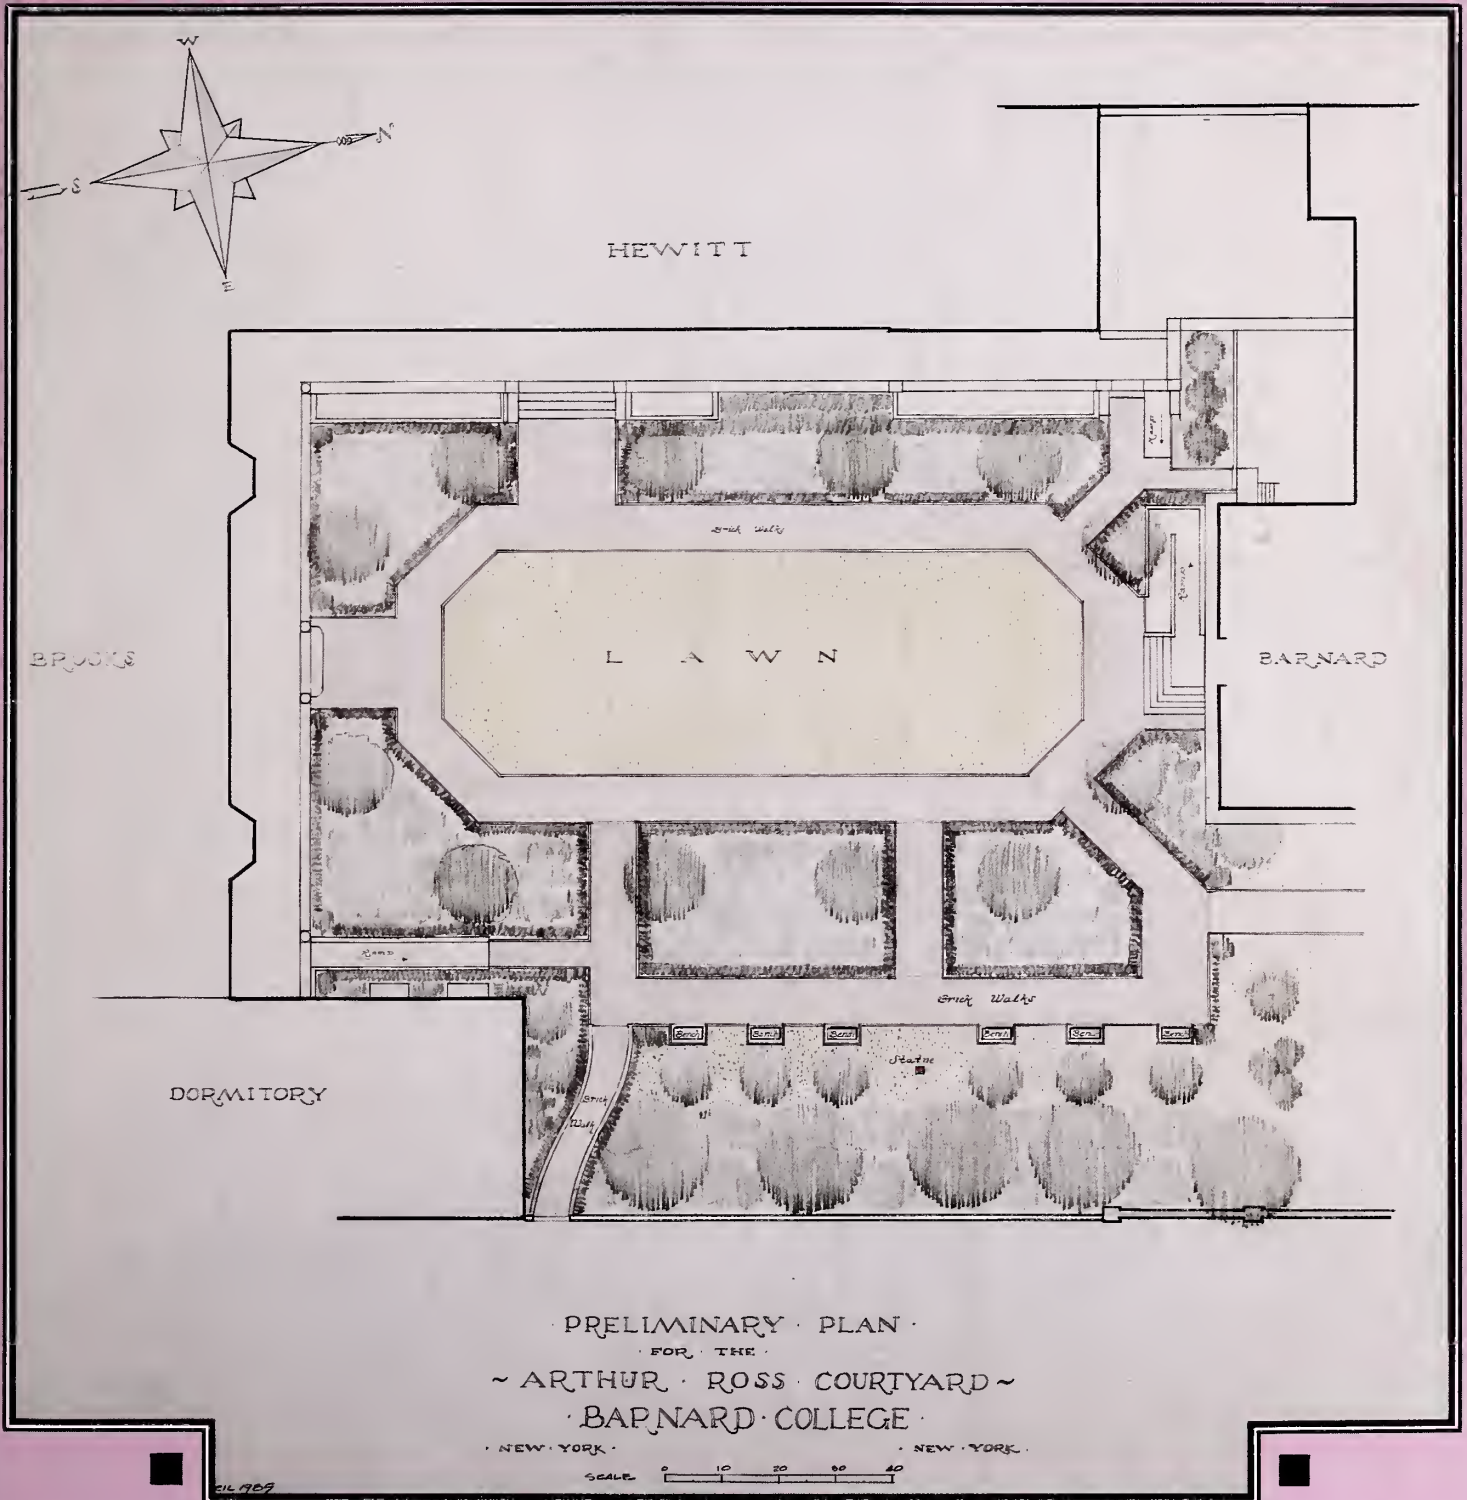 W
N
S
E
HEWITT
Ramp
Brick Walk
Ramp
BROOKS
L A W N
BARNARD
Ramp
Brick Walks
Bench Bench Bench Bench Bench Bench
Statue
DORMITORY
Brick
Walk
· PRELIMINARY · PLAN ·
· FOR · THE ·
~ ARTHUR · ROSS · COURTYARD ~
· BARNARD · COLLEGE ·
· NEW · YORK · · NEW · YORK ·
SCALE 0 10 20 30 40
1989